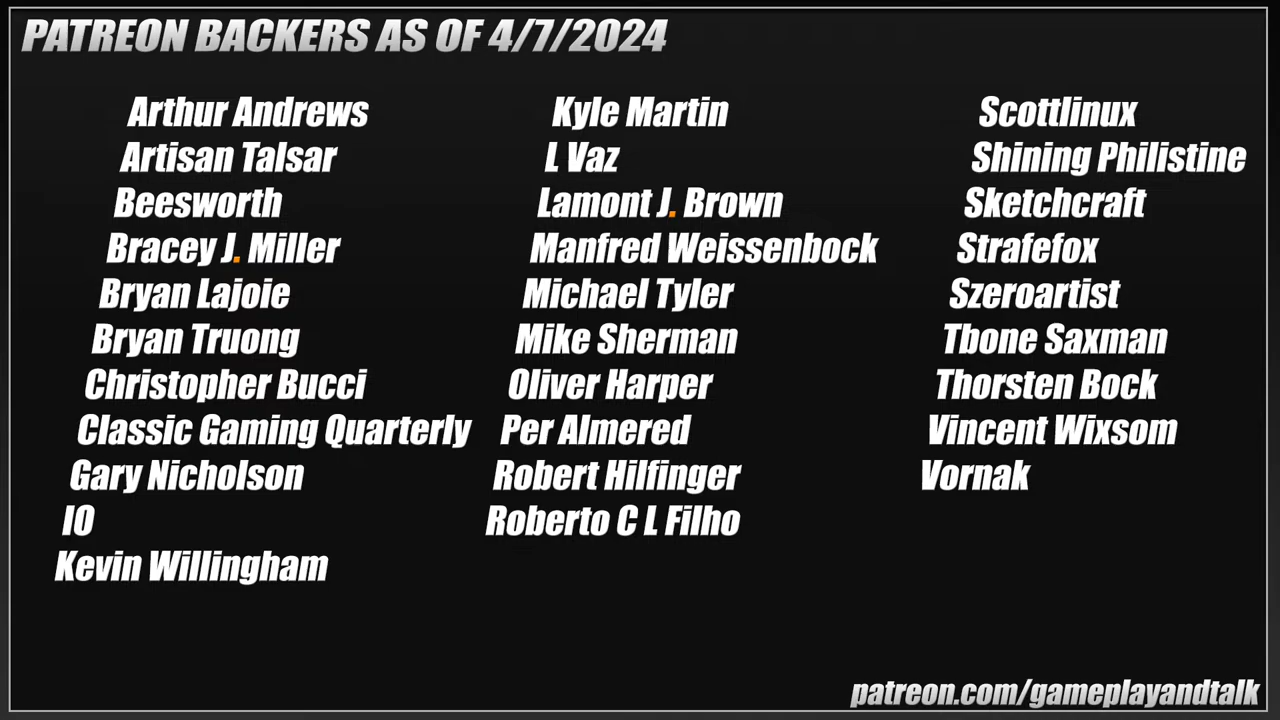 PATREON BACKERS AS OF 4/7/2024
Arthur Andrews
Artisan Talsar
Beesworth
Bracey J. Miller
Bryan Lajoie
Bryan Truong
Christopher Bucci
Classic Gaming Quarterly
Gary Nicholson
IO
Kevin Willingham
Kyle Martin
L Vaz
Lamont J. Brown
Manfred Weissenbock
Michael Tyler
Mike Sherman
Oliver Harper
Per Almered
Robert Hilfinger
Roberto C L Filho
Scottlinux
Shining Philistine
Sketchcraft
Strafefox
Szeroartist
Tbone Saxman
Thorsten Bock
Vincent Wixsom
Vornak
patreon.com/gameplayandtalk